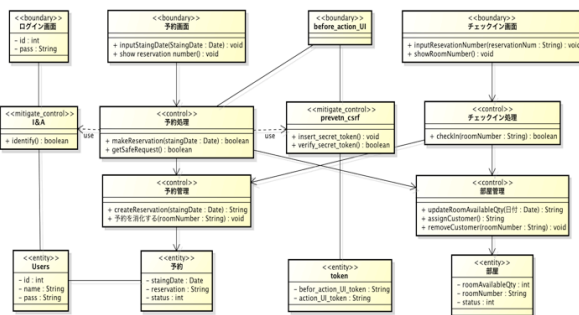 <<boundary>>
ログイン画面
- id : int
- pass : String
<<boundary>>
予約画面
+ inputStaingDate(StaingDate : Date) : void
+ show reservation number() : void
<<boundary>>
before_action_UI
<<boundary>>
チェックイン画面
+ inputResevationNumber(reservationNum : String) : void
+ showRoomNumber() : void
<<mitigate_control>>
I&A
+ identify() : boolean
use
<<control>>
予約処理
+ makeReservation(staingDate : Date) : boolean
+ getSafeRequest() : boolean
use
<<mitigate_control>>
prevetn_csrf
+ insert_secret_token() : void
+ verify_secret_token() : boolean
<<control>>
チェックイン処理
+ checkIn(roomNumber : String) : boolean
<<control>>
予約管理
+ createReservation(staingDate : Date) : String
+ 予約を消化する(roomNumber : String) : void
<<control>>
部屋管理
+ updateRoomAvailableQty(日付 : Date) : String
+ assignCustomer() : String
+ removeCustomer(roomNumber : String) : void
<<entity>>
Users
- id : int
- name : String
- pass : String
<<entity>>
予約
- staingDate : Date
- reservation : String
- status : int
<<entity>>
token
- befor_action_UI_token : String
- action_UI_token : String
<<entity>>
部屋
- roomAvailableQty : int
- roomNumber : String
- status : int